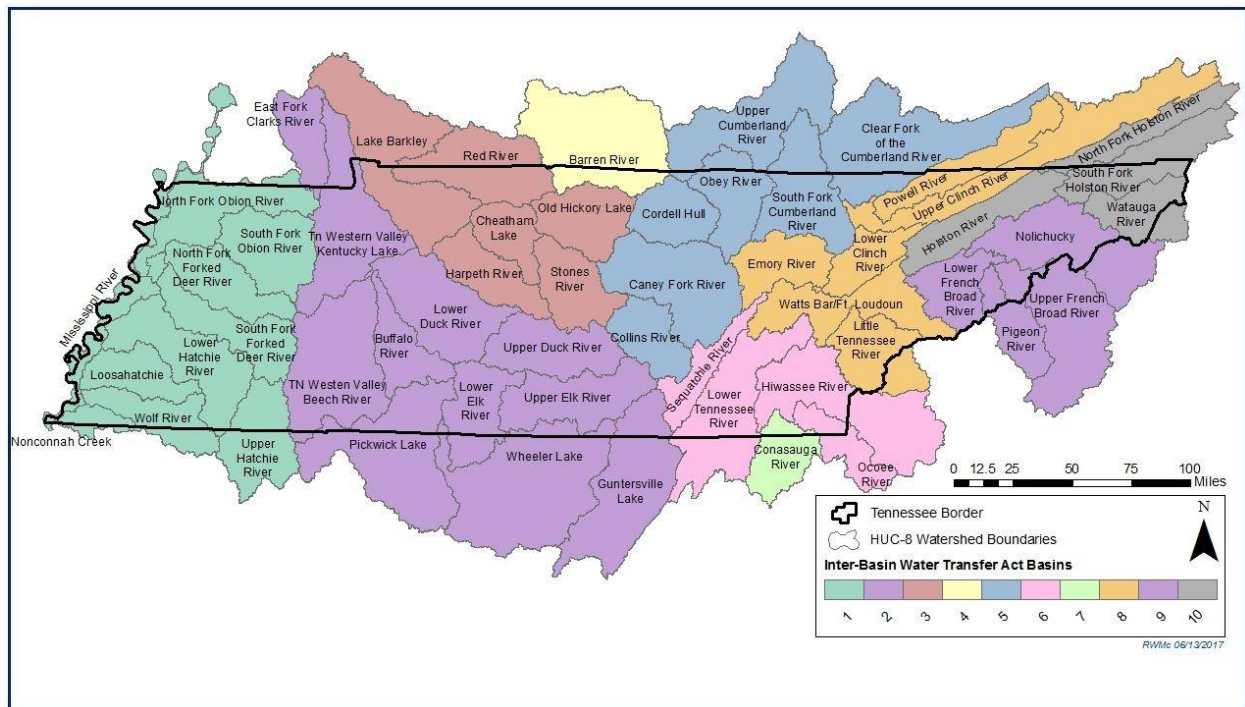 East Fork
Clarks River
Lake Barkley
Red River
Barren River
Upper
Cumberland
River
Clear Fork
of the
Cumberland River
North Fork Holston River
Powell River
Upper Clinch River
South Fork
Holston River
Watauga
River
Holston River
North Fork Obion River
South Fork
Obion River
Tn Western Valley
Kentucky Lake
Cheatham
Lake
Old Hickory Lake
Cordell Hull
Obey River
South Fork
Cumberland
River
Nolichucky
Mississippi River
North Fork
Forked
Deer River
Harpeth River
Stones
River
Caney Fork River
Emory River
Lower
Clinch
River
Lower
French
Broad
River
Upper French
Broad River
Pigeon
River
Lower
Duck River
Watts Bar/Ft. Loudoun
Little
Tennessee
River
South Fork
Forked
Deer River
Lower
Hatchie
River
Loosahatchie
Buffalo
River
Upper Duck River
Collins River
Sequatchie River
TN Westen Valley
Beech River
Lower
Elk
River
Upper Elk River
Lower
Tennessee
River
Hiwassee River
Wolf River
Nonconnah Creek
Upper
Hatchie
River
Pickwick Lake
Wheeler Lake
Guntersville
Lake
Conasauga
River
Ocoee
River
0 12.5 25 50 75 100
Miles
N
Tennessee Border
HUC-8 Watershed Boundaries
Inter-Basin Water Transfer Act Basins
1 2 3 4 5 6 7 8 9 10
RWMc 06/13/2017